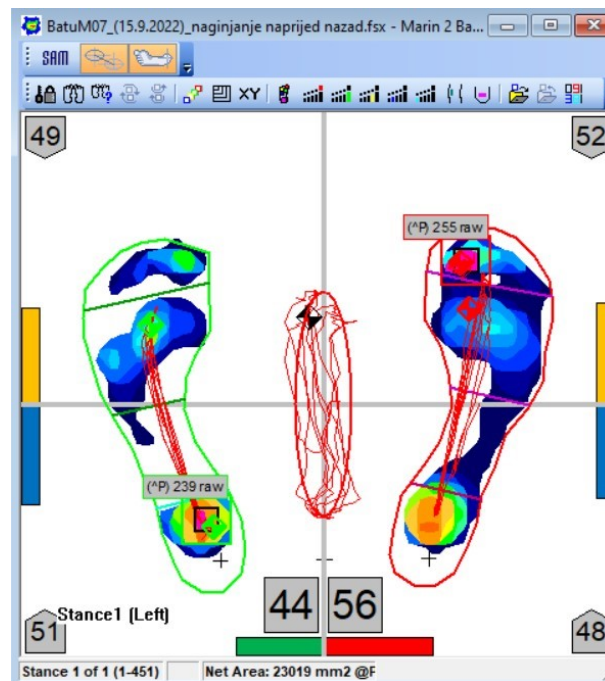 BatuM07_(15.9.2022)_naginjanje naprijed nazad.fsx - Marin 2 Ba...
SAM
XY
49
52
(^P) 255 raw
(^P) 239 raw
44 56
Stance1 (Left)
51
48
Stance 1 of 1 (1-451)
Net Area: 23019 mm2 @F